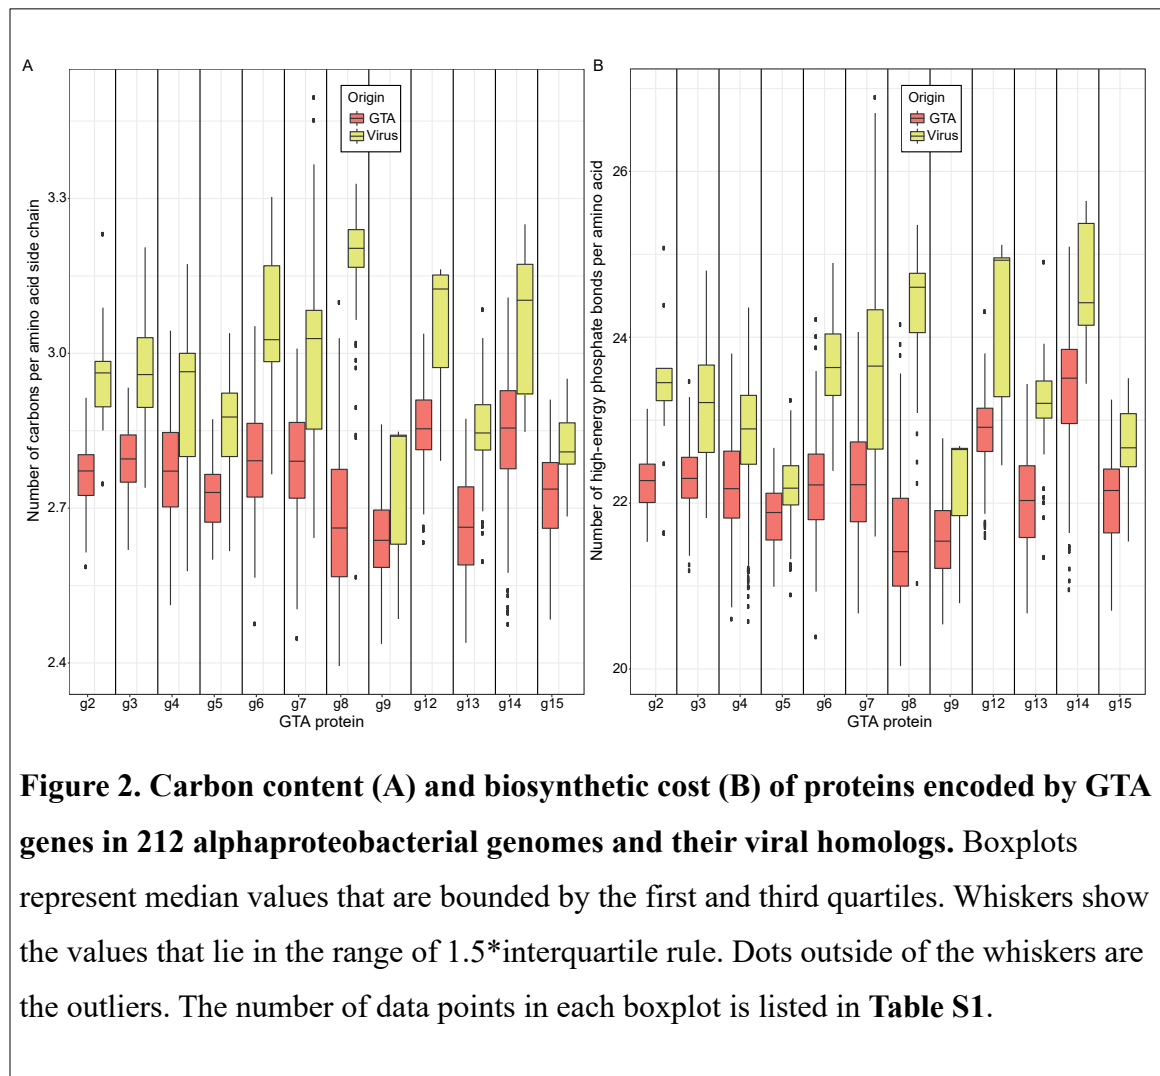 A
Number of carbons per amino acid side chain
3.3
3.0
2.7
2.4
Origin
GTA
Virus
g2 g3 g4 g5 g6 g7 g8 g9 g12 g13 g14 g15
GTA protein
B
Number of high-energy phosphate bonds per amino acid
26
24
22
20
Origin
GTA
Virus
g2 g3 g4 g5 g6 g7 g8 g9 g12 g13 g14 g15
GTA protein
Figure 2. Carbon content (A) and biosynthetic cost (B) of proteins encoded by GTA
genes in 212 alphaproteobacterial genomes and their viral homologs. Boxplots
represent median values that are bounded by the first and third quartiles. Whiskers show
the values that lie in the range of 1.5*interquartile rule. Dots outside of the whiskers are
the outliers. The number of data points in each boxplot is listed in Table S1.